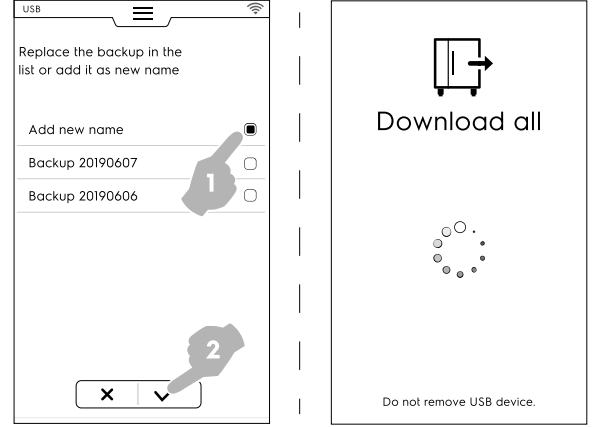 USB
Replace the backup in the
list or add it as new name
Add new name
Backup 20190607
Backup 20190606
1
2
Download all
Do not remove USB device.